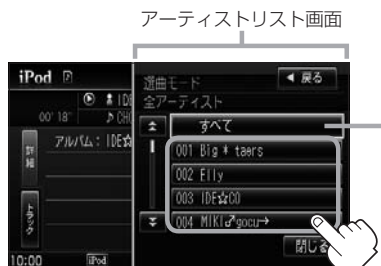 アーティストリスト画面
iPod
選曲モード
戻る
全アーティスト
00'18"
すべて
アルバム: IDE☆
詳細
001 Big * taers
002 Elly
003 IDE☆CO
トラック
004 MIKI♂gocu→
閉じる
10:00
iPod